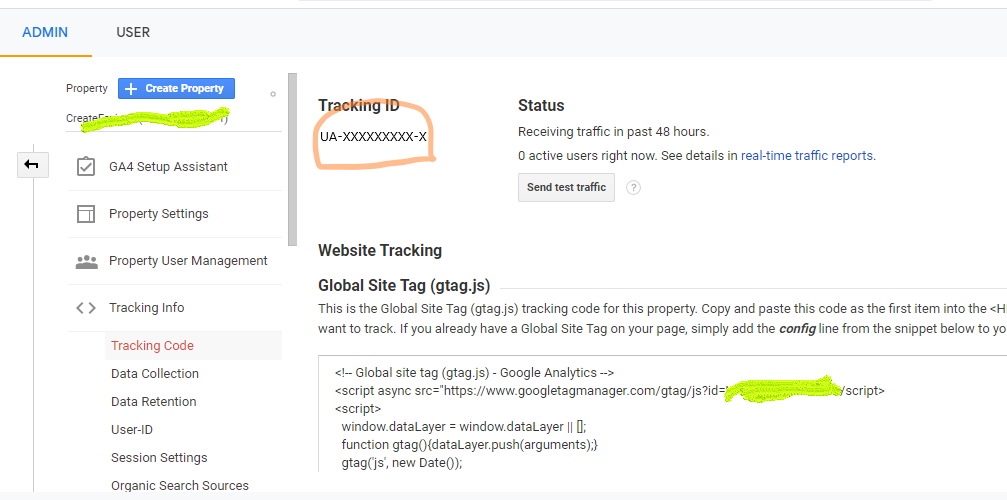 ADMIN USER
Property + Create Property
GA4 Setup Assistant
Property Settings
Property User Management
Tracking Info
Tracking Code
Data Collection
Data Retention
User-ID
Session Settings
Organic Search Sources
Tracking ID
UA-XXXXXXXXX-X
Status
Receiving traffic in past 48 hours.
0 active users right now. See details in real-time traffic reports.
Send test traffic ?
Website Tracking
Global Site Tag (gtag.js)
This is the Global Site Tag (gtag.js) tracking code for this property. Copy and paste this code as the first item into the
want to track. If you already have a Global Site Tag on your page, simply add the config line from the snippet below to
<!-- Global site tag (gtag.js) - Google Analytics -->
<script async src="https://www.googletagmanager.com/gtag/js?id= /script>
<script>
window.dataLayer = window.dataLayer || [];
function gtag(){dataLayer.push(arguments);}
gtag('js', new Date());